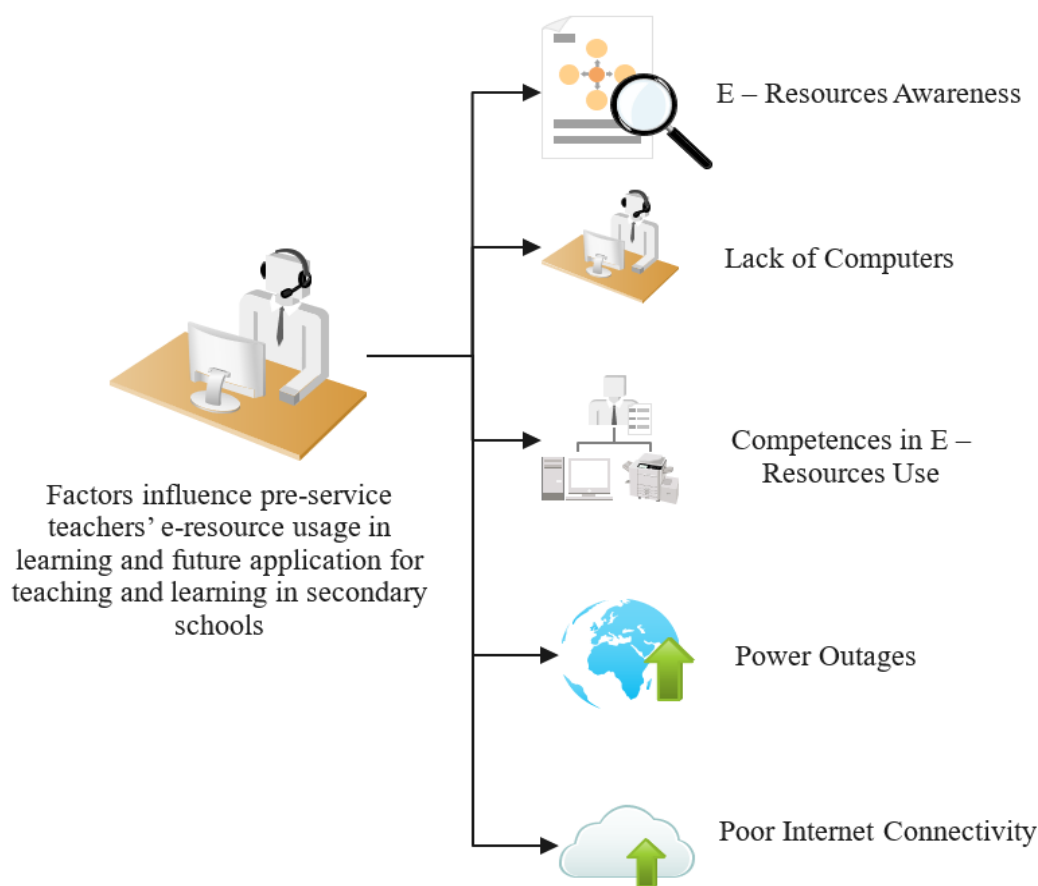 E – Resources Awareness
Lack of Computers
Competences in E –
Resources Use
Factors influence pre-service
teachers’ e-resource usage in
learning and future application for
teaching and learning in secondary
schools
Power Outages
Poor Internet Connectivity